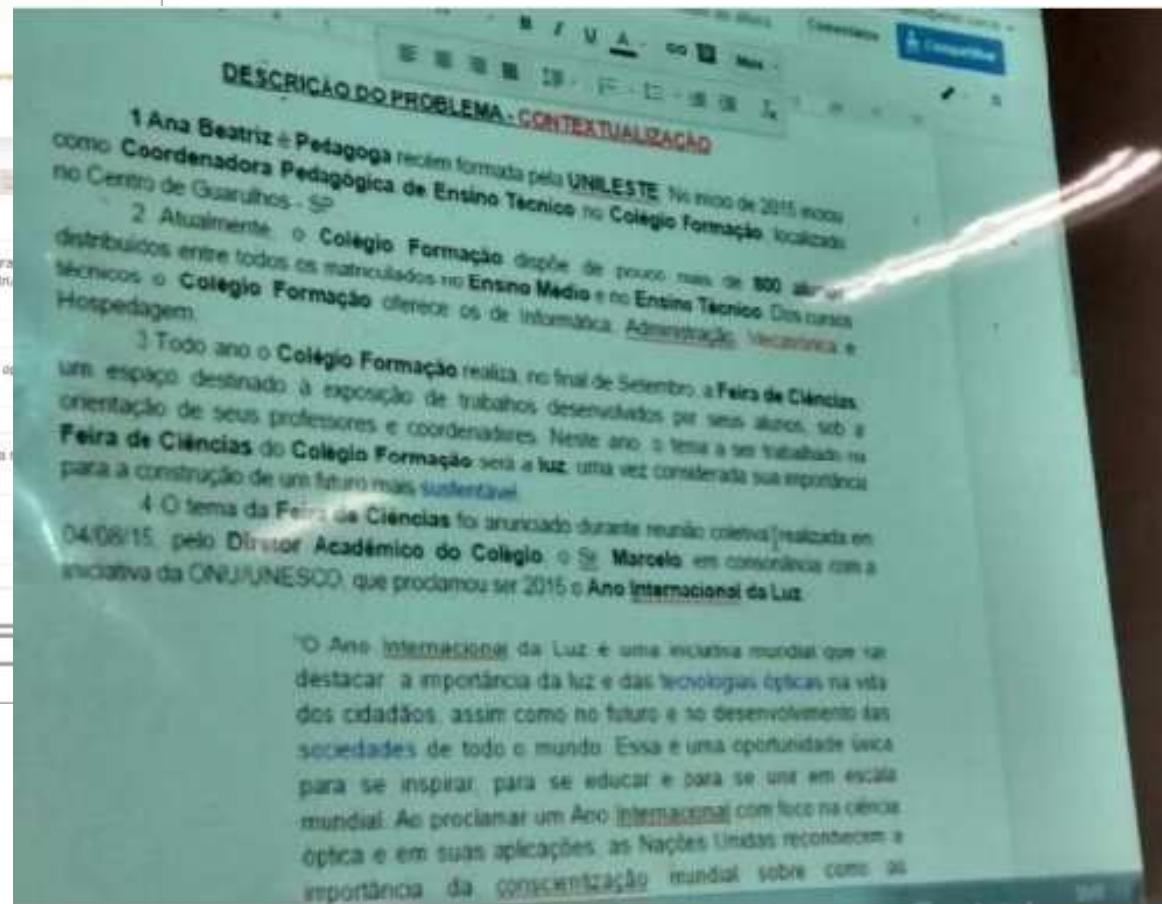 Comentários
Compartilhar
B I U A Mais
DESCRIÇÃO DO PROBLEMA - CONTEXTUALIZAÇÃO
1 Ana Beatriz é Pedagoga recém formada pela UNILESTE. No início de 2015 iniciou
como Coordenadora Pedagógica de Ensino Técnico no Colégio Formação, localizado
no Centro de Guarulhos - SP.
2 Atualmente, o Colégio Formação dispõe de pouco mais de 800 alunos,
distribuídos entre todos os matriculados no Ensino Médio e no Ensino Técnico. Dos cursos
técnicos o Colégio Formação oferece os de Informática, Administração, Mecatrônica e
Hospedagem.
3 Todo ano o Colégio Formação realiza, no final de Setembro, a Feira de Ciências,
um espaço destinado à exposição de trabalhos desenvolvidos por seus alunos, sob a
orientação de seus professores e coordenadores. Neste ano, o tema a ser trabalhado na
Feira de Ciências do Colégio Formação será a luz, uma vez considerada sua importância
para a construção de um futuro mais sustentável.
4 O tema da Feira de Ciências foi anunciado durante reunião coletiva, realizada em
04/08/15, pelo Diretor Acadêmico do Colégio, o Sr. Marcelo, em consonância com a
iniciativa da ONU/UNESCO, que proclamou ser 2015 o Ano Internacional da Luz.
"O Ano Internacional da Luz é uma iniciativa mundial que vai
destacar a importância da luz e das tecnologias ópticas na vida
dos cidadãos, assim como no futuro e no desenvolvimento das
sociedades de todo o mundo. Essa é uma oportunidade única
para se inspirar, para se educar e para se unir em escala
mundial. Ao proclamar um Ano Internacional com foco na ciência
óptica e em suas aplicações, as Nações Unidas reconhecem a
importância da conscientização mundial sobre como as